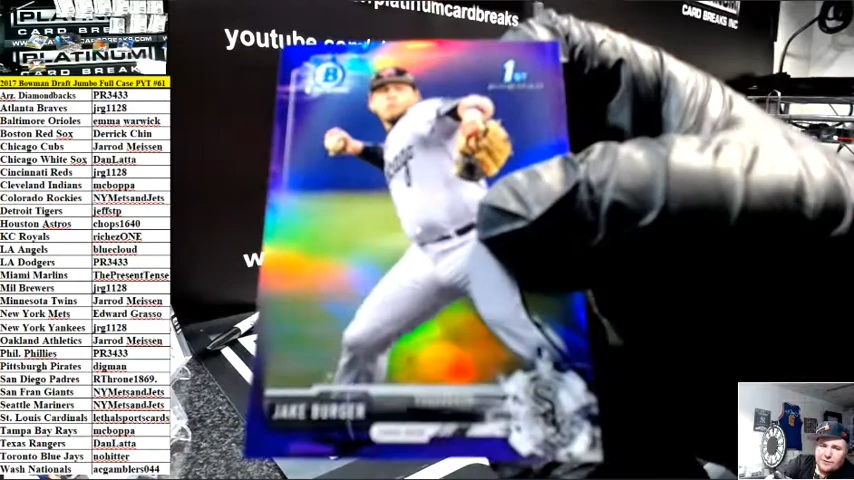 PLATINUM
CARD BREAKS
PLATINUM
CARD BREAKS
2017 Bowman Draft Jumbo Full Case PYT #61
Arz. Diamondbacks PR3433
Atlanta Braves jrg1128
Baltimore Orioles emma warwick
Boston Red Sox Derrick Chin
Chicago Cubs Jarrod Meissen
Chicago White Sox DanLatta
Cincinnati Reds jrg1128
Cleveland Indians mcboppa
Colorado Rockies NYMetsandJets
Detroit Tigers jeffstp
Houston Astros chops1640
KC Royals richezONE
LA Angels bluecloud
LA Dodgers PR3433
Miami Marlins ThePresentTense
Mil Brewers jrg1128
Minnesota Twins Jarrod Meissen
New York Mets Edward Grasso
New York Yankees jrg1128
Oakland Athletics Jarrod Meissen
Phil. Phillies PR3433
Pittsburgh Pirates digman
San Diego Padres RThrone1869.
San Fran Giants NYMetsandJets
Seattle Mariners NYMetsandJets
St. Louis Cardinals lethalsportscards
Tampa Bay Rays mcboppa
Texas Rangers DanLatta
Toronto Blue Jays nohitter
Wash Nationals acgamblers044
platinumcardbreaks
youtube.com
PLATINUM
CARD BREAKS INC
w
B
1ST
BOWMAN
JAKE BURGER